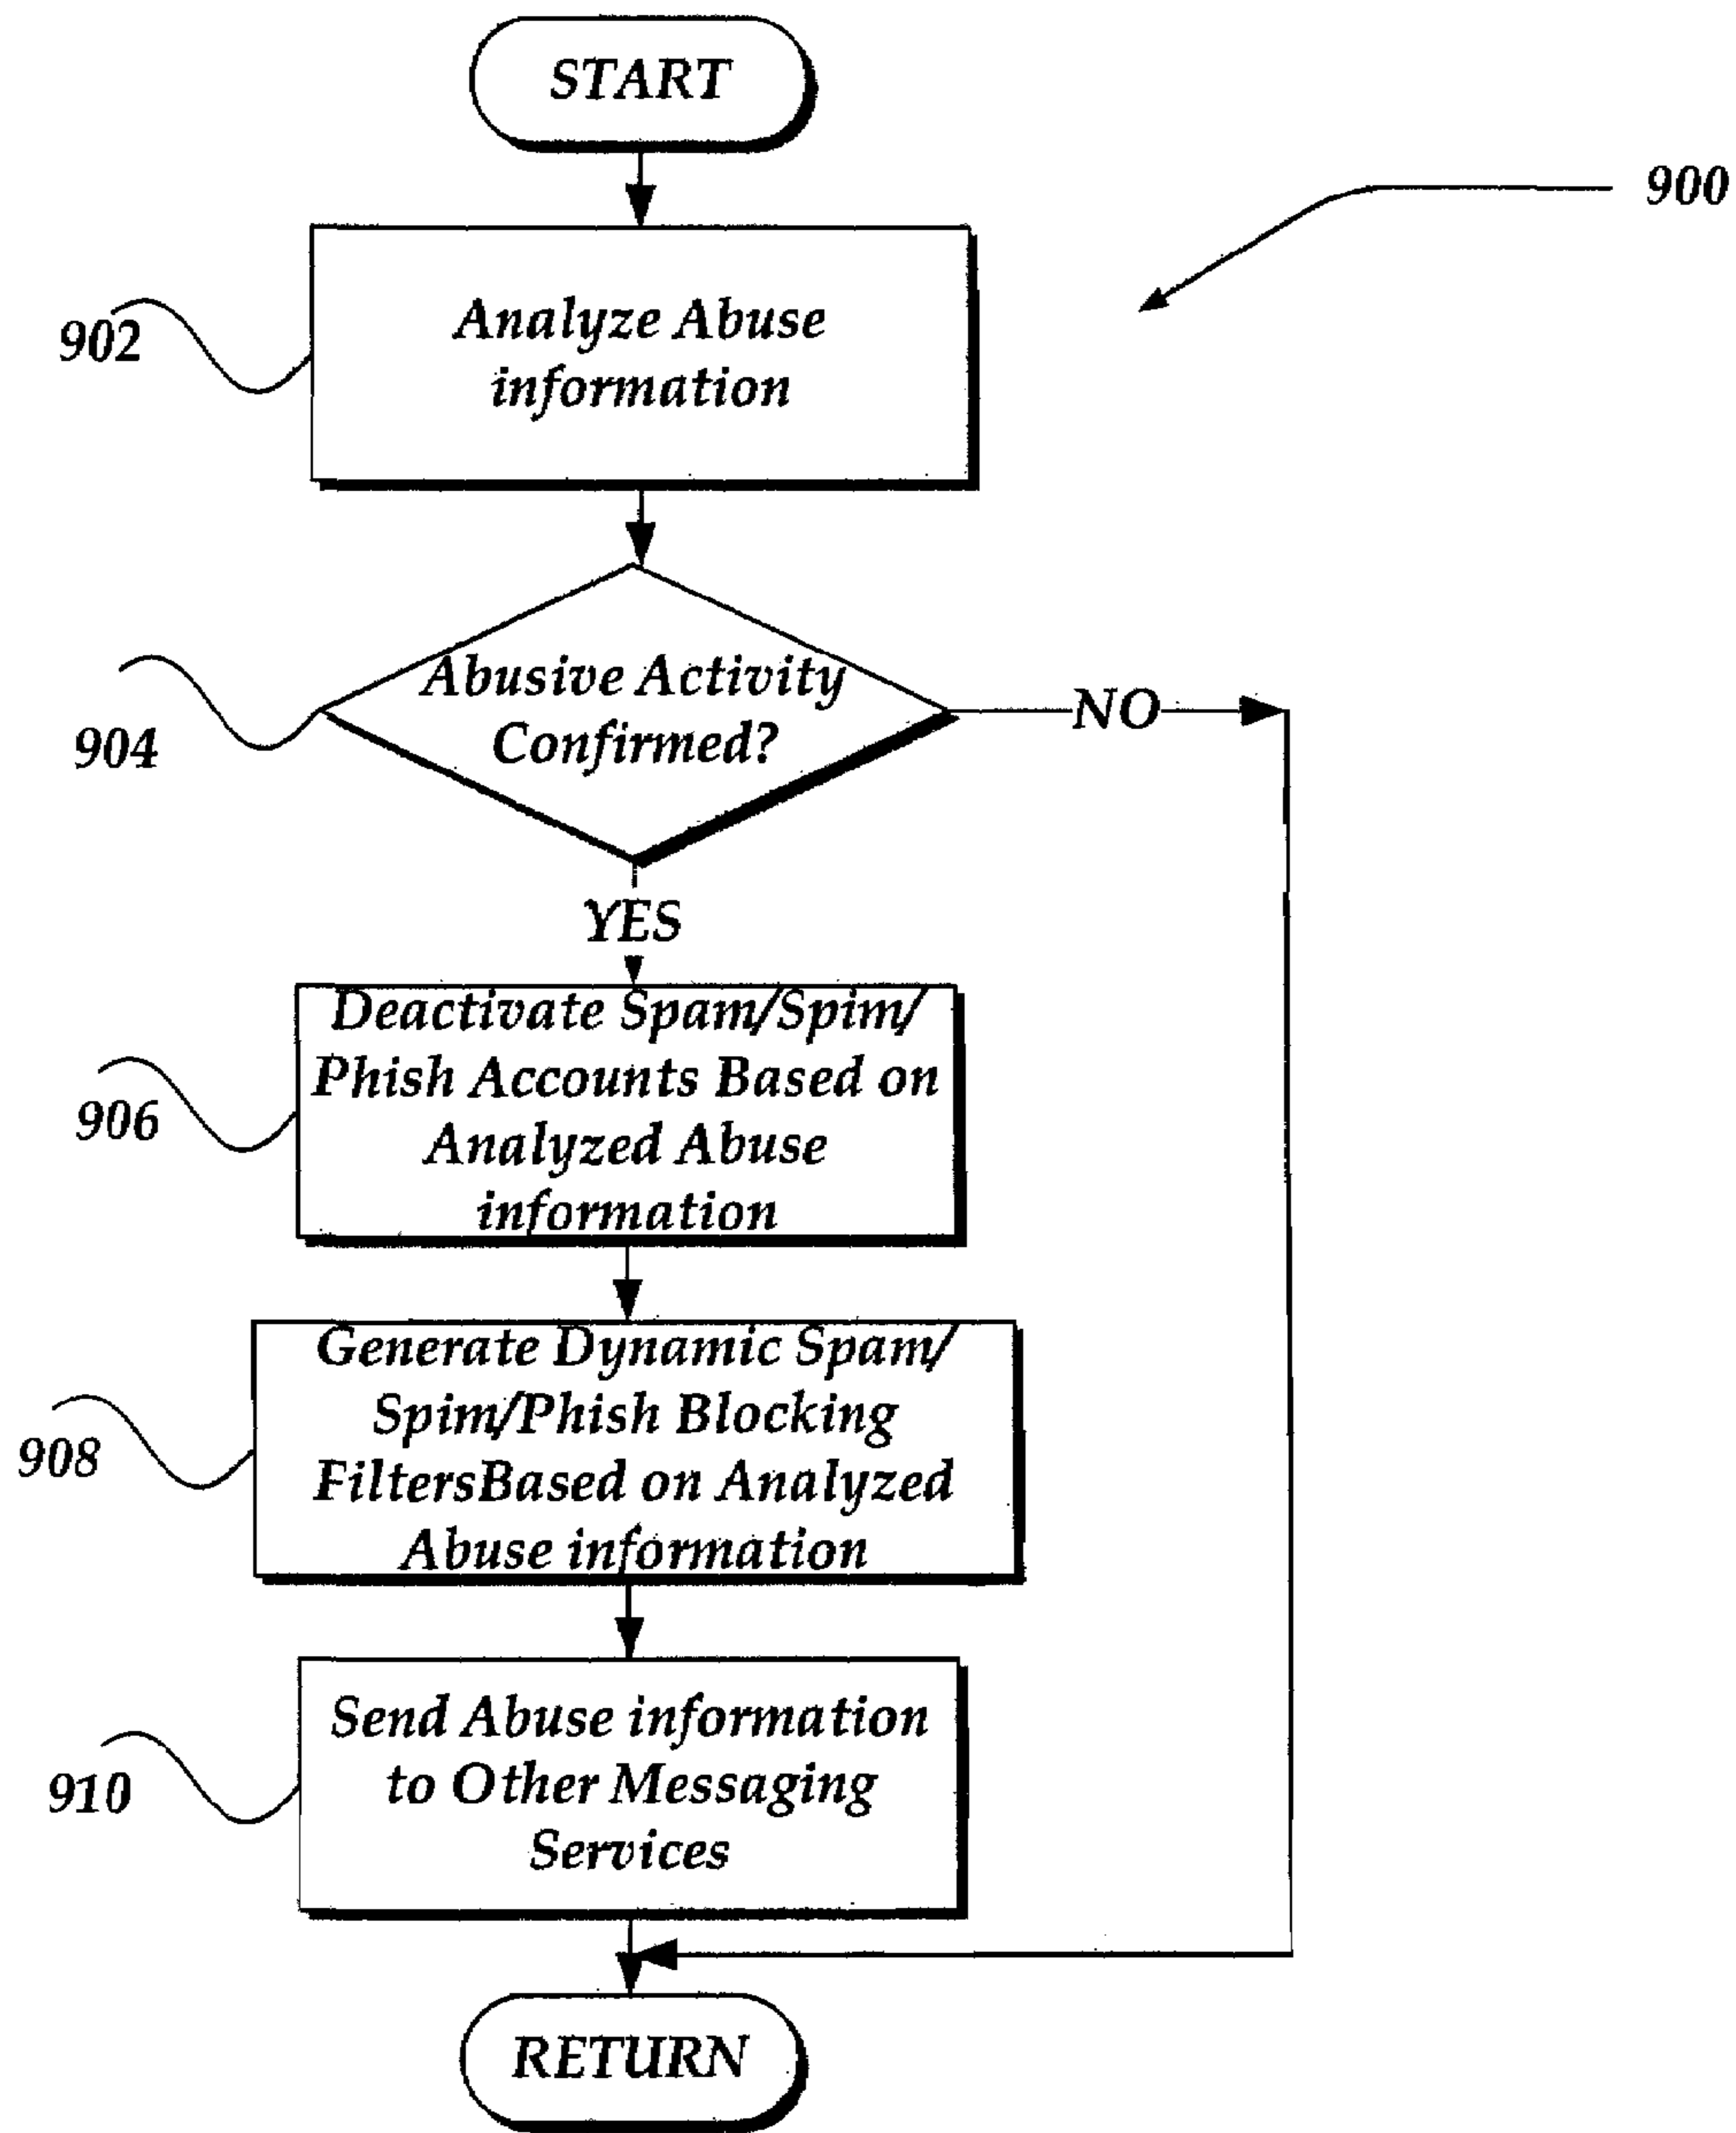 START
900
902
Analyze Abuse
information
904
Abusive Activity
Confirmed?
NO
YES
906
Deactivate Spam/Spim/
Phish Accounts Based on
Analyzed Abuse
information
908
Generate Dynamic Spam/
Spim/Phish Blocking
FiltersBased on Analyzed
Abuse information
910
Send Abuse information
to Other Messaging
Services
RETURN